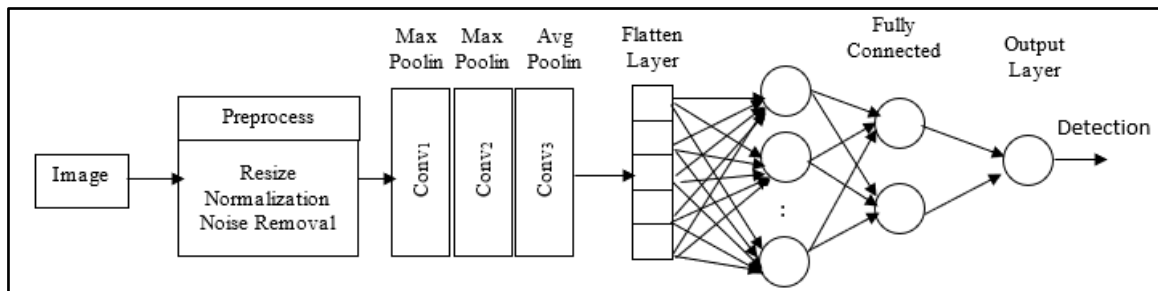 Image
Preprocess
Resize
Normalization
Noise Removal
Max
Poolin
Max
Poolin
Avg
Poolin
Conv1
Conv2
Conv3
Flatten
Layer
:
Fully
Connected
Output
Layer
Detection